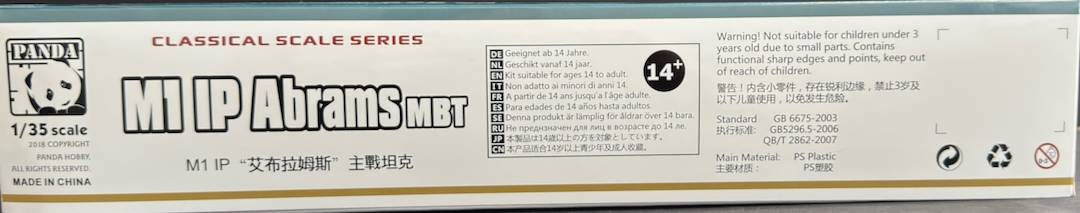 PANDA
1/35 scale
2018 COPYRIGHT
PANDA HOBBY.
ALL RIGHTS RESERVED.
MADE IN CHINA
CLASSICAL SCALE SERIES
M1 IP Abrams MBT
M1 IP “艾布拉姆斯” 主戰坦克
DE Geeignet ab 14 Jahre.
NL Geschikt vanaf 14 jaar.
EN Kit suitable for ages 14 to adult.
IT Non adatto ai minori di anni 14.
FR A partir de 14 ans jusqu'a l'âge adulte.
ES Para edades de 14 años hasta adultos.
SE Denna produkt är lämplig för åldrar över 14 bara.
RU Не предназначен для лиц в возрасте до 14 ле.
JP 本製品は14歳以上の方を対象としています。
CN 本产品适合14岁以上青少年及成人收藏。
14+
Warning! Not suitable for children under 3
years old due to small parts. Contains
functional sharp edges and points, keep out
of reach of children.
警告！内含小零件，存在锐利边缘，禁止3岁及
以下儿童使用，以免发生危险。
Standard GB 6675-2003
执行标准: GB5296.5-2006
QB/T 2862-2007
Main Material: PS Plastic
主要材质： PS塑胶
0-3